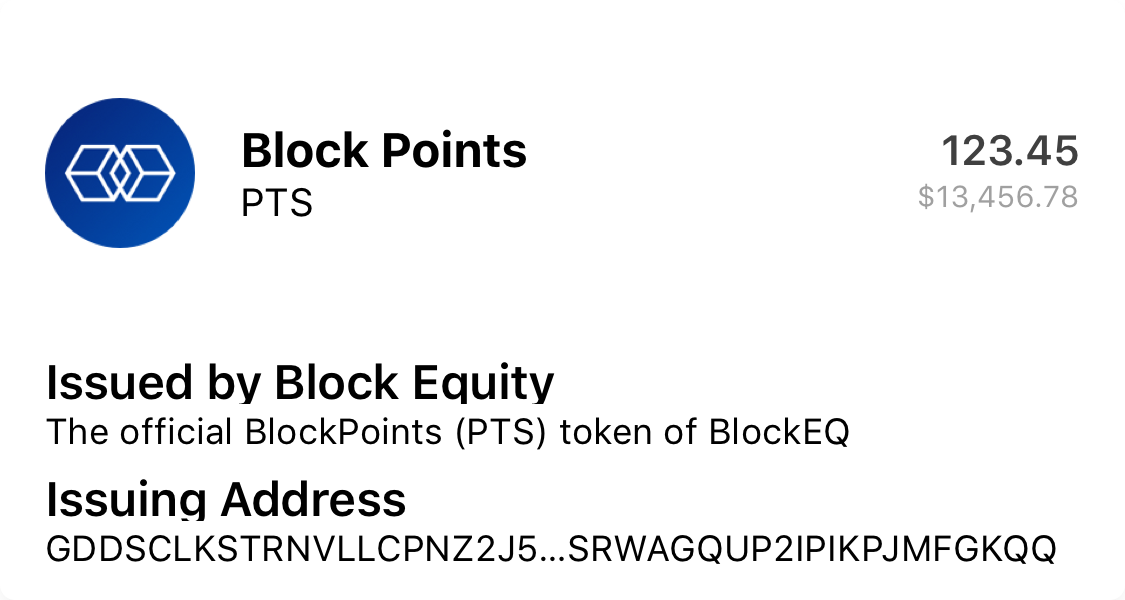 Block Points
PTS
123.45
$13,456.78
Issued by Block Equity
The official BlockPoints (PTS) token of BlockEQ
Issuing Address
GDDSCLKSTRNVLLCPNZ2J5...SRWAGQUP2IPIKPJMFGKQQ